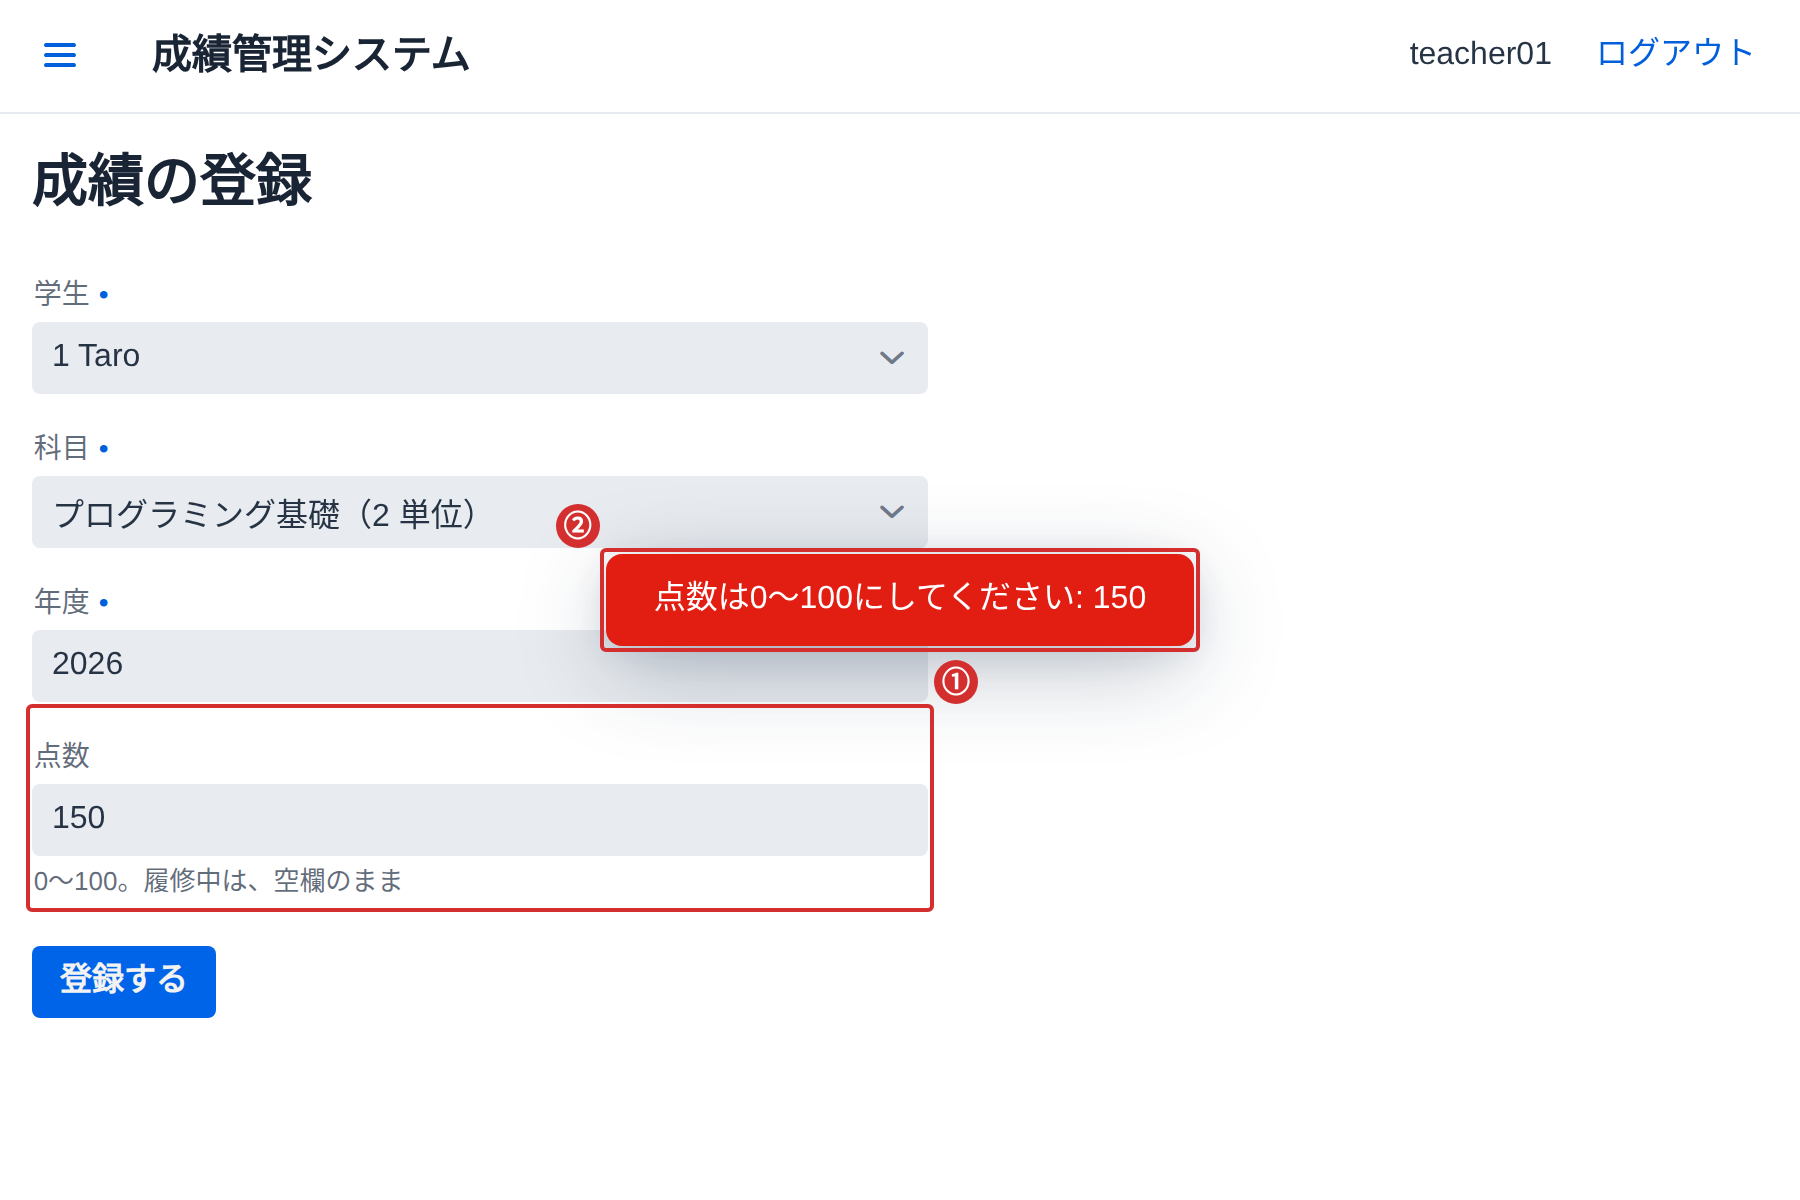 成績管理システム
teacher01 ログアウト
成績の登録
学生 •
1 Taro
科目 •
プログラミング基礎（2 単位）
②
点数は0〜100にしてください: 150
年度 •
2026
①
点数
150
0〜100。履修中は、空欄のまま
登録する